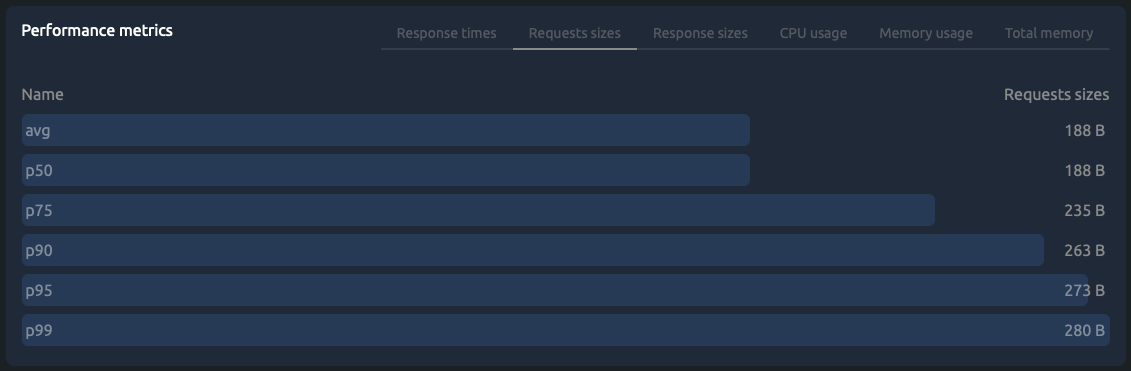 Performance metrics
Response times Requests sizes Response sizes CPU usage Memory usage Total memory
Name Requests sizes
avg 188 B
p50 188 B
p75 235 B
p90 263 B
p95 273 B
p99 280 B